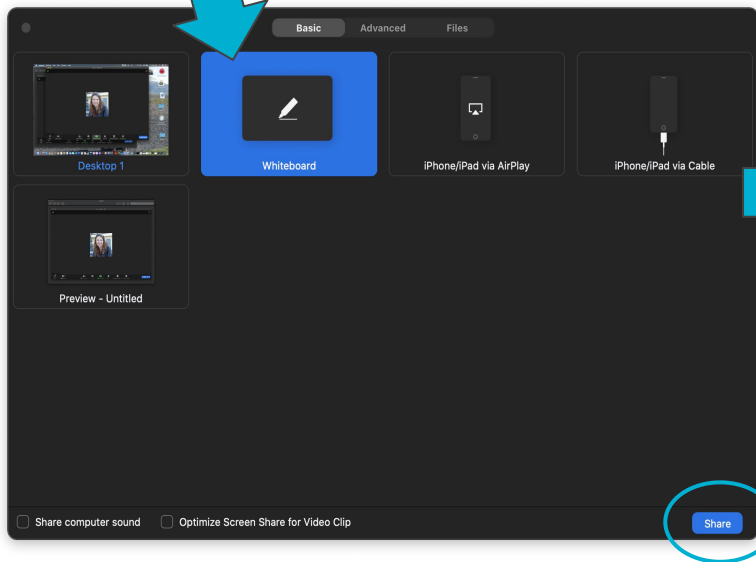 Basic Advanced Files
Desktop 1 Whiteboard iPhone/iPad via AirPlay iPhone/iPad via Cable
Preview - Untitled
Share computer sound Optimize Screen Share for Video Clip Share